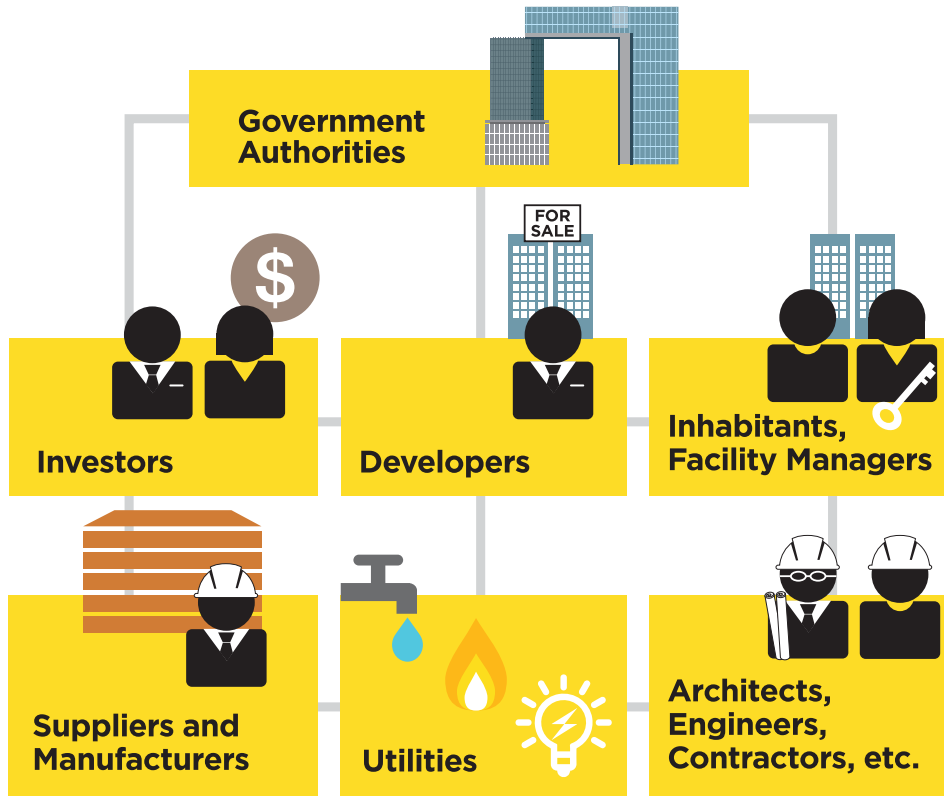 Government
Authorities
FOR
SALE
$
Investors
Developers
Inhabitants,
Facility Managers
Suppliers and
Manufacturers
Utilities
Architects,
Engineers,
Contractors, etc.